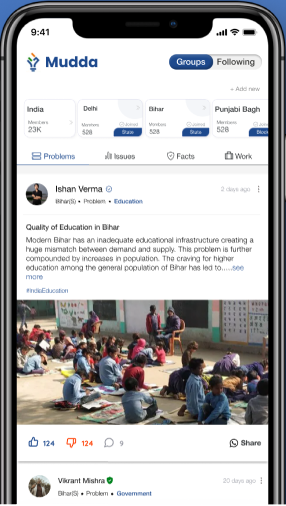 9:41
Mudda
Groups Following
+ Add new
India
Members
23K
Delhi
Members
528
Joined
State
Bihar
Members
528
Joined
State
Punjabi Bagh
Members
528
Problems Issues Facts Work
Ishan Verma 2 days ago
Bihar(S) • Problem • Education
Quality of Education in Bihar
Modern Bihar has an inadequate educational infrastructure creating a
huge mismatch between demand and supply. This problem is further
compounded by increases in population. The craving for higher
education among the general population of Bihar has led to.....see
more
#IndiaEducation
124 124 9 Share
Vikrant Mishra 20 days ago
Bihar(S) • Problem • Government